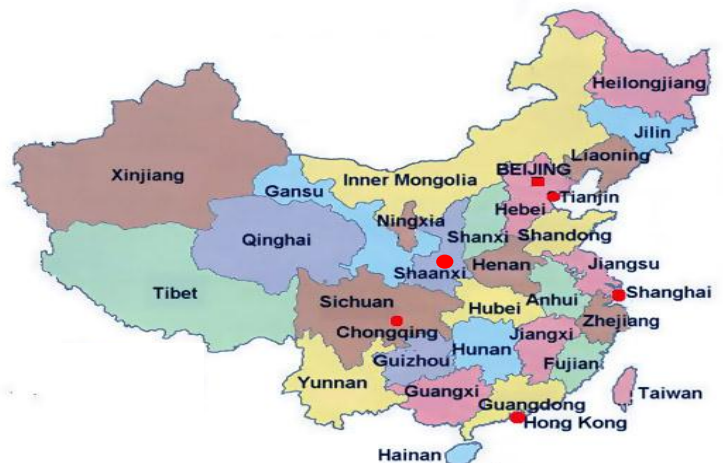 Heilongjiang
Jilin
Liaoning
BEIJING
Xinjiang
Inner Mongolia
Gansu
Tianjin
Hebei
Ningxia
Shandong
Shanxi
Qinghai
Henan
Jiangsu
Shaanxi
Tibet
Shanghai
Sichuan
Anhui
Hubei
Zhejiang
Chongqing
Jiangxi
Hunan
Guizhou
Fujian
Yunnan
Guangxi
Taiwan
Guangdong
Hong Kong
Hainan